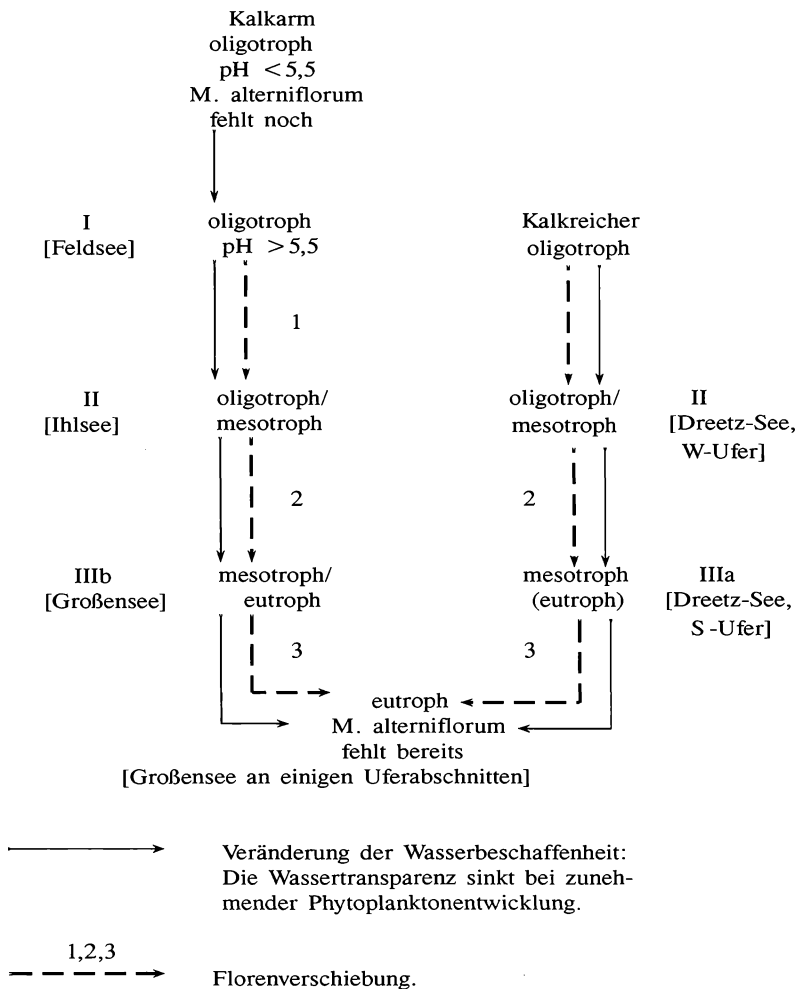 Kalkarm
oligotroph
pH < 5,5
M. alterniflorum
fehlt noch
I
[Feldsee]
oligotroph
pH > 5,5
Kalkreicher
oligotroph
1
II
[Ihlsee]
oligotroph/
mesotroph
oligotroph/
mesotroph
II
[Dreetz-See,
W-Ufer]
2
2
IIIb
[Großensee]
mesotroph/
eutroph
mesotroph
(eutroph)
IIIa
[Dreetz-See,
S-Ufer]
3
3
eutroph
M. alterniflorum
fehlt bereits
[Großensee an einigen Uferabschnitten]
Veränderung der Wasserbeschaffenheit:
Die Wassertransparenz sinkt bei zuneh-
mender Phytoplanktonentwicklung.
1,2,3
Florenverschiebung.